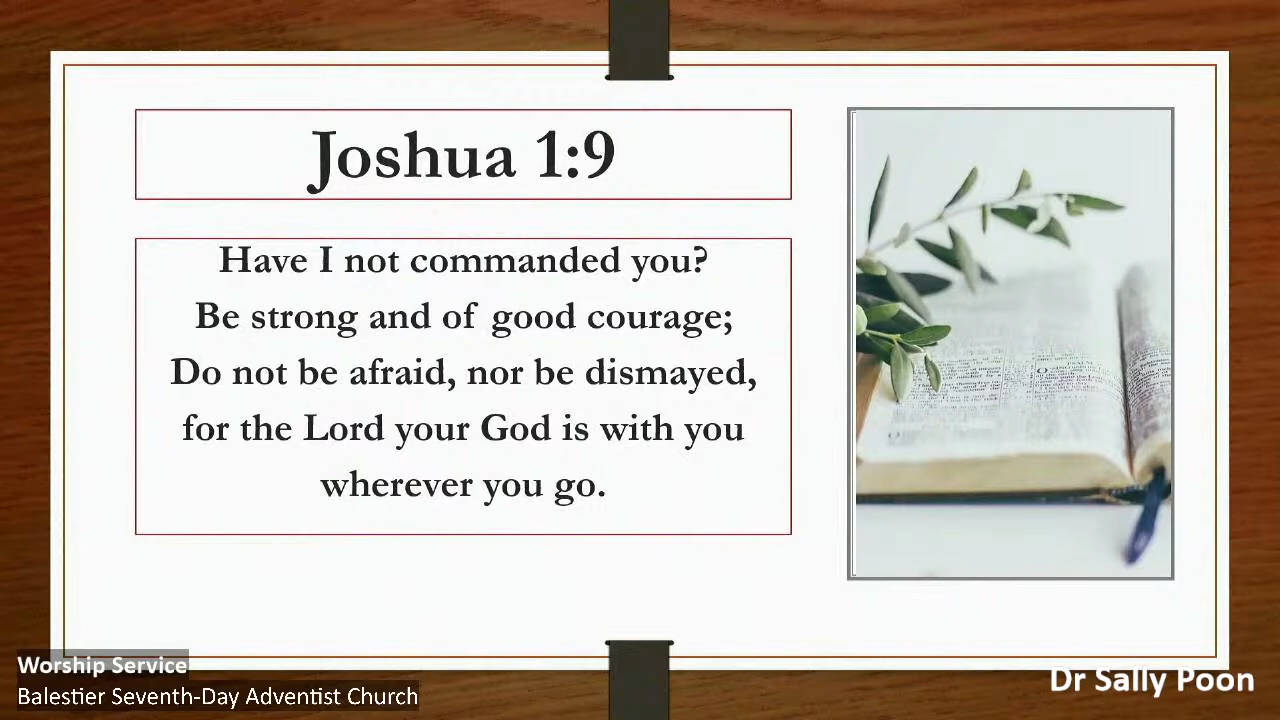 Joshua 1:9
Have I not commanded you?
Be strong and of good courage;
Do not be afraid, nor be dismayed,
for the Lord your God is with you
wherever you go.
Worship Service
Balestier Seventh-Day Adventist Church
Dr Sally Poon